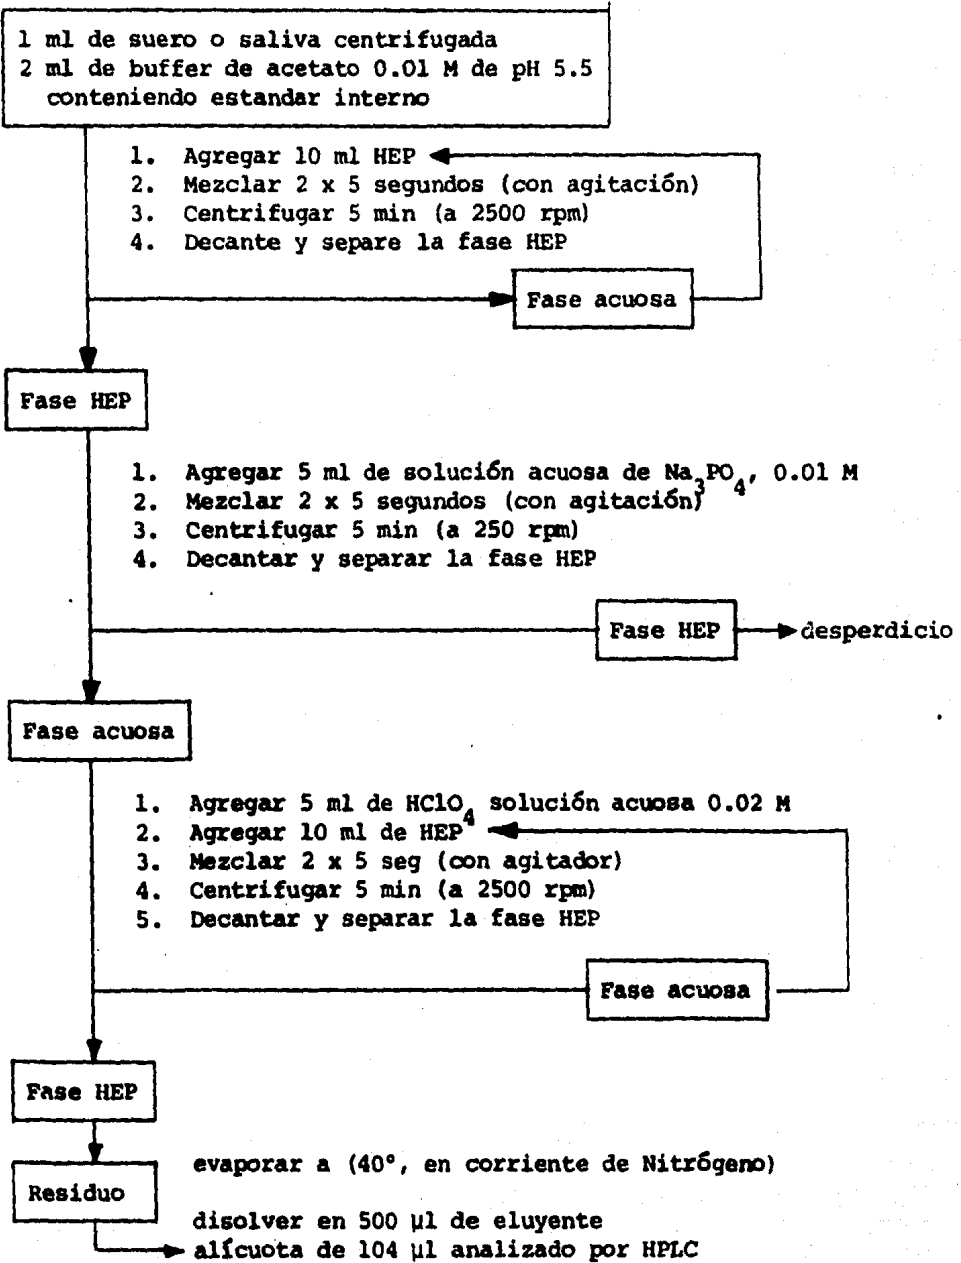 1 ml de suero o saliva centrifugada
2 ml de buffer de acetato 0.01 M de pH 5.5
conteniendo estandar interno
1. Agregar 10 ml HEP
2. Mezclar 2 x 5 segundos (con agitación)
3. Centrifugar 5 min (a 2500 rpm)
4. Decante y separe la fase HEP
Fase acuosa
Fase HEP
1. Agregar 5 ml de solución acuosa de Na3PO4, 0.01 M
2. Mezclar 2 x 5 segundos (con agitación)
3. Centrifugar 5 min (a 250 rpm)
4. Decantar y separar la fase HEP
Fase HEP
desperdicio
Fase acuosa
1. Agregar 5 ml de HClO4 solución acuosa 0.02 M
2. Agregar 10 ml de HEP
3. Mezclar 2 x 5 seg (con agitador)
4. Centrifugar 5 min (a 2500 rpm)
5. Decantar y separar la fase HEP
Fase acuosa
Fase HEP
evaporar a (40°, en corriente de Nitrógeno)
Residuo
disolver en 500 µl de eluyente
alícuota de 104 µl analizado por HPLC